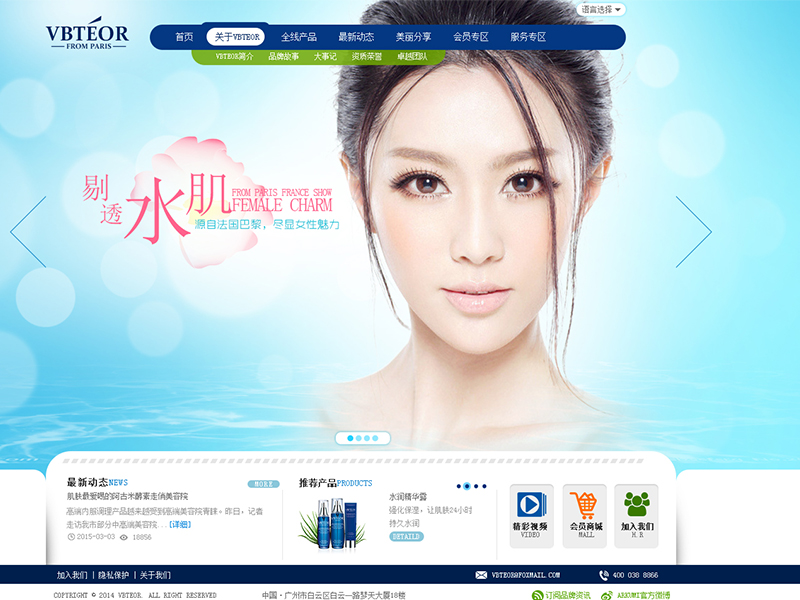 语言选择
VBTÉOR
FROM PARIS
首页 关于VBTEOR 全线产品 最新动态 美丽分享 会员专区 服务专区
VBTEOR简介 品牌故事 大事记 资质荣誉 卓越团队
剔透水肌
FROM PARIS FRANCE SHOW
FEMALE CHARM
源自法国巴黎，尽显女性魅力
最新动态NEWS MORE
肌肤最爱喝的阿古米酵素走俏美容院
高端内部调理产品越来越受到高端美容院青睐。昨日，记者
走访我市部分中高端美容院...[详细]
2015-03-03 18856
推荐产品PRODUCTS
水润精华露
强化保湿，让肌肤24小时
持久水润
DETAILD
精彩视频
VIDEO
会员商城
MALL
加入我们
H.R
加入我们 | 隐私保护 | 关于我们
VBTEOR@FOXMAIL.COM 400 038 8866
COPYRIGHT © 2014 VBTEOR. ALL RIGHT RESERVED 中国·广州市白云区白云一路梦天大厦18楼 订阅品牌资讯 AKKUMI官方微博